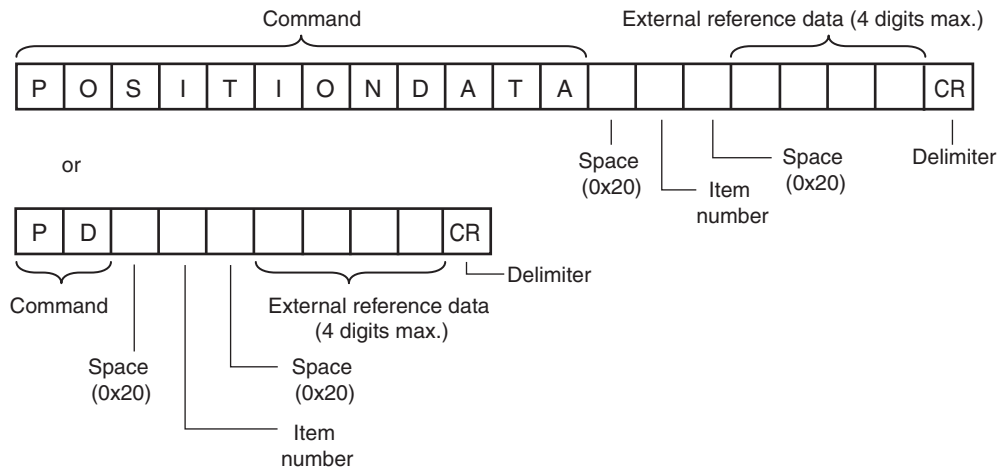 Command
External reference data (4 digits max.)
P O S I T I O N D A T A CR
Space
(0x20)
Item
number
Space
(0x20)
Delimiter
or
P D CR
Delimiter
Command
External reference data
(4 digits max.)
Space
(0x20)
Space
(0x20)
Item
number